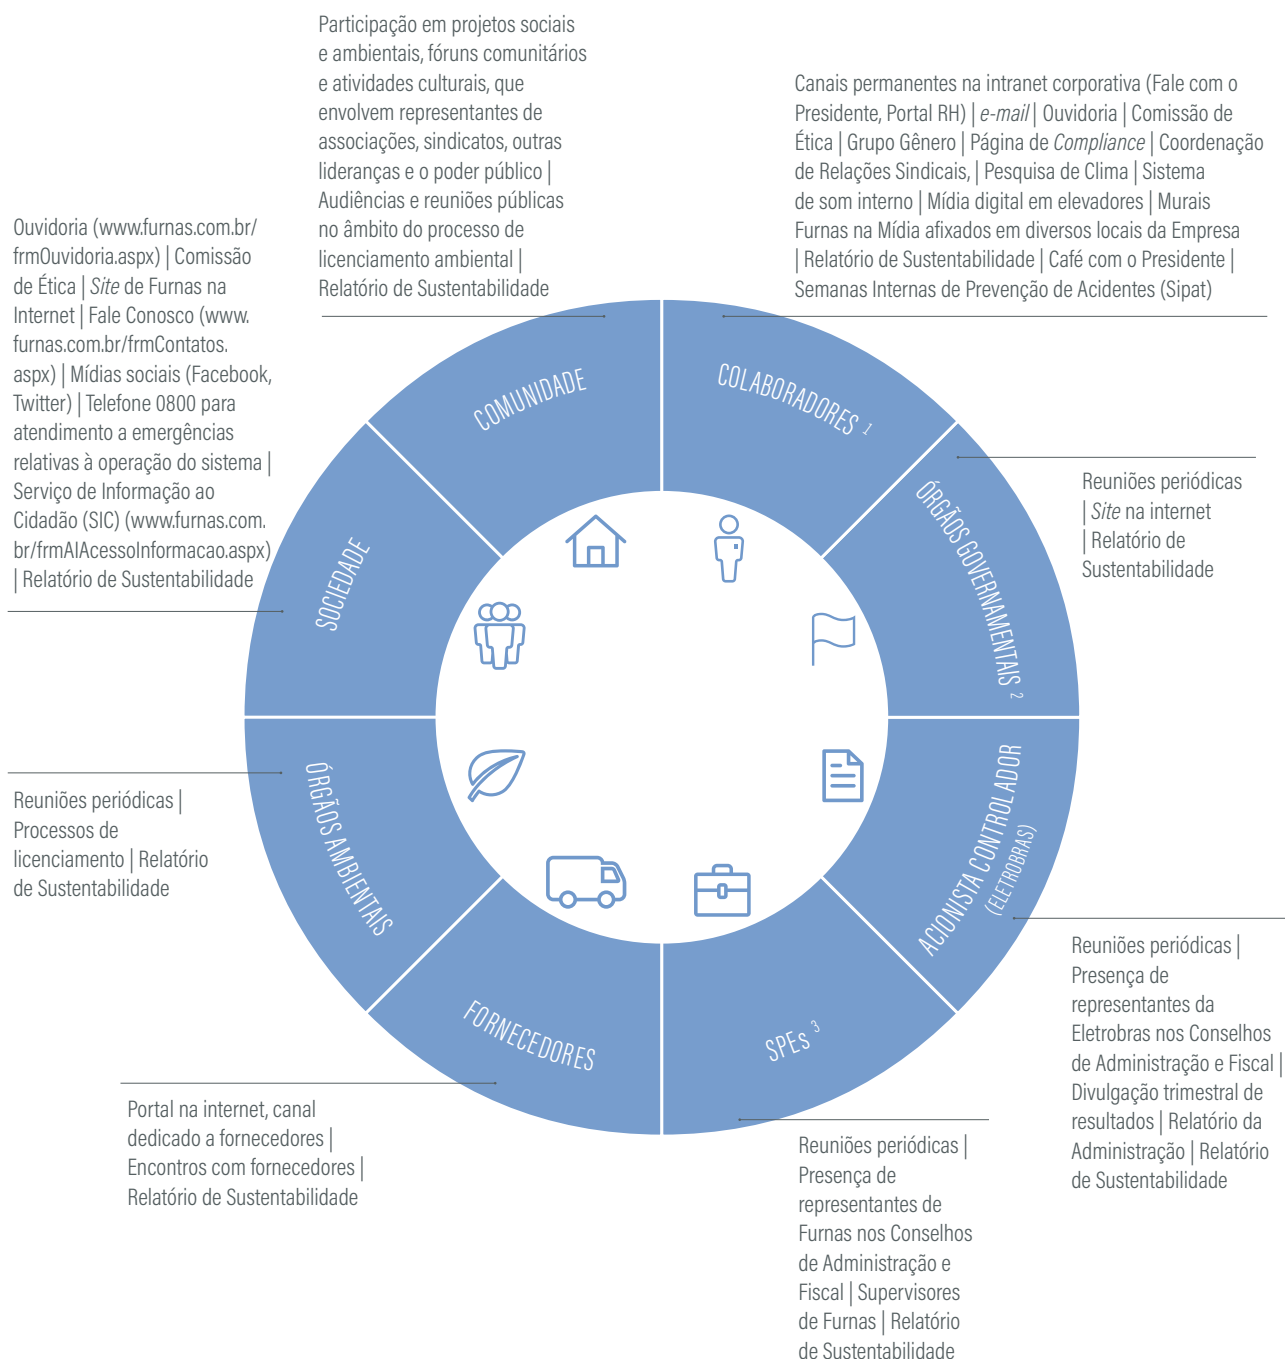 Participação em projetos sociais
e ambientais, fóruns comunitários
e atividades culturais, que
envolvem representantes de
associações, sindicatos, outras
lideranças e o poder público |
Audiências e reuniões públicas
no âmbito do processo de
licenciamento ambiental |
Relatório de Sustentabilidade
Canais permanentes na intranet corporativa (Fale com o
Presidente, Portal RH) | e-mail | Ouvidoria | Comissão de
Ética | Grupo Gênero | Página de Compliance | Coordenação
de Relações Sindicais, | Pesquisa de Clima | Sistema
de som interno | Mídia digital em elevadores | Murais
Furnas na Mídia afixados em diversos locais da Empresa
| Relatório de Sustentabilidade | Café com o Presidente |
Semanas Internas de Prevenção de Acidentes (Sipat)
Ouvidoria (www.furnas.com.br/
frmOuvidoria.aspx) | Comissão
de Ética | Site de Furnas na
Internet | Fale Conosco (www.
furnas.com.br/frmContatos.
aspx) | Mídias sociais (Facebook,
Twitter) | Telefone 0800 para
atendimento a emergências
relativas à operação do sistema |
Serviço de Informação ao
Cidadão (SIC) (www.furnas.com.
br/frmAIAcessoInformacao.aspx)
| Relatório de Sustentabilidade
COMUNIDADE
COLABORADORES 1
ÓRGÃOS GOVERNAMENTAIS 2
Reuniões periódicas
| Site na internet
| Relatório de
Sustentabilidade
SOCIEDADE
ÓRGÃOS AMBIENTAIS
Reuniões periódicas |
Processos de
licenciamento | Relatório
de Sustentabilidade
ACIONISTA CONTROLADOR
(ELETROBRAS)
Reuniões periódicas |
Presença de
representantes da
Eletrobras nos Conselhos
de Administração e Fiscal |
Divulgação trimestral de
resultados | Relatório da
Administração | Relatório
de Sustentabilidade
FORNECEDORES
Portal na internet, canal
dedicado a fornecedores |
Encontros com fornecedores |
Relatório de Sustentabilidade
SPEs 3
Reuniões periódicas |
Presença de
representantes de
Furnas nos Conselhos
de Administração e
Fiscal | Supervisores
de Furnas | Relatório
de Sustentabilidade